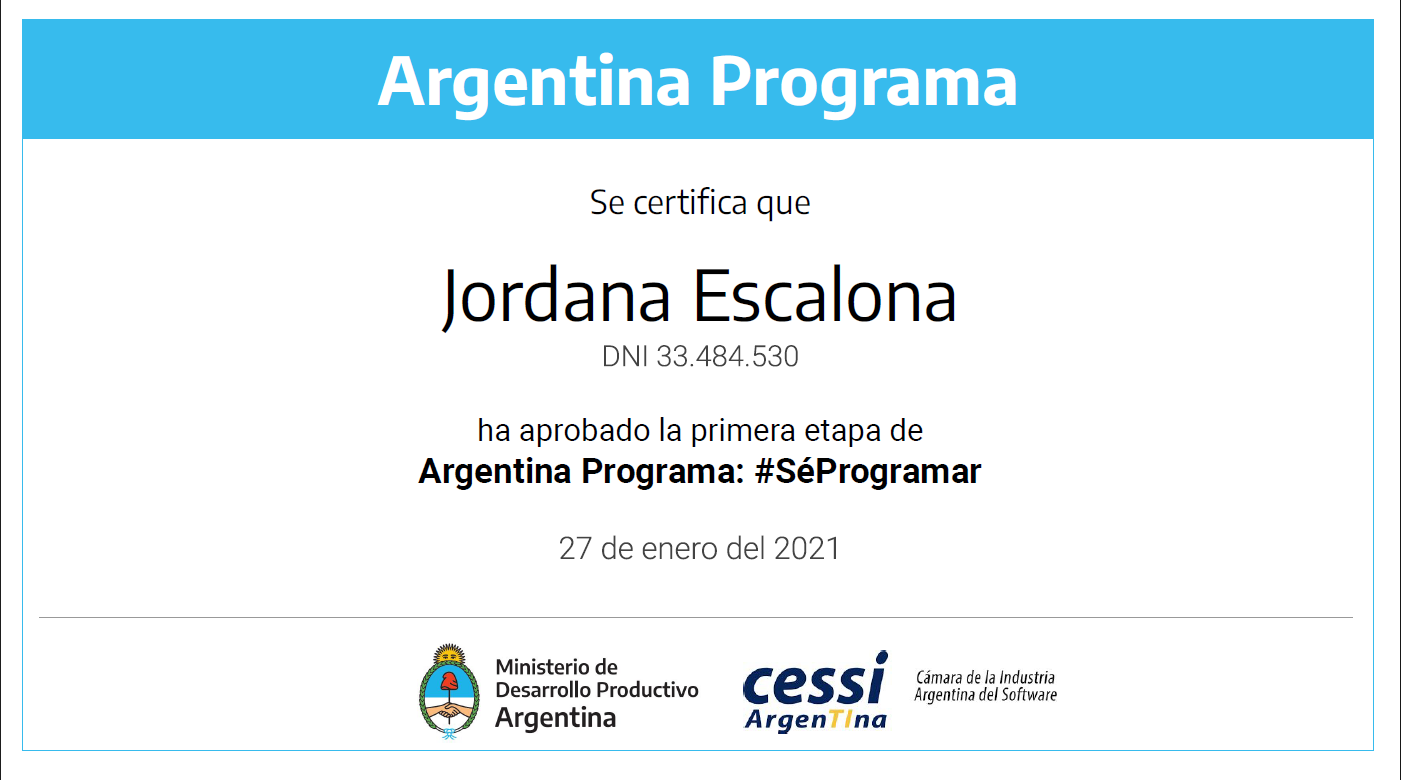 Argentina Programa
Se certifica que
Jordana Escalona
DNI 33.484.530
ha aprobado la primera etapa de
Argentina Programa: #SéProgramar
27 de enero del 2021
Ministerio de
Desarrollo Productivo
Argentina
cessi
ArgenTIna
Cámara de la Industria
Argentina del Software